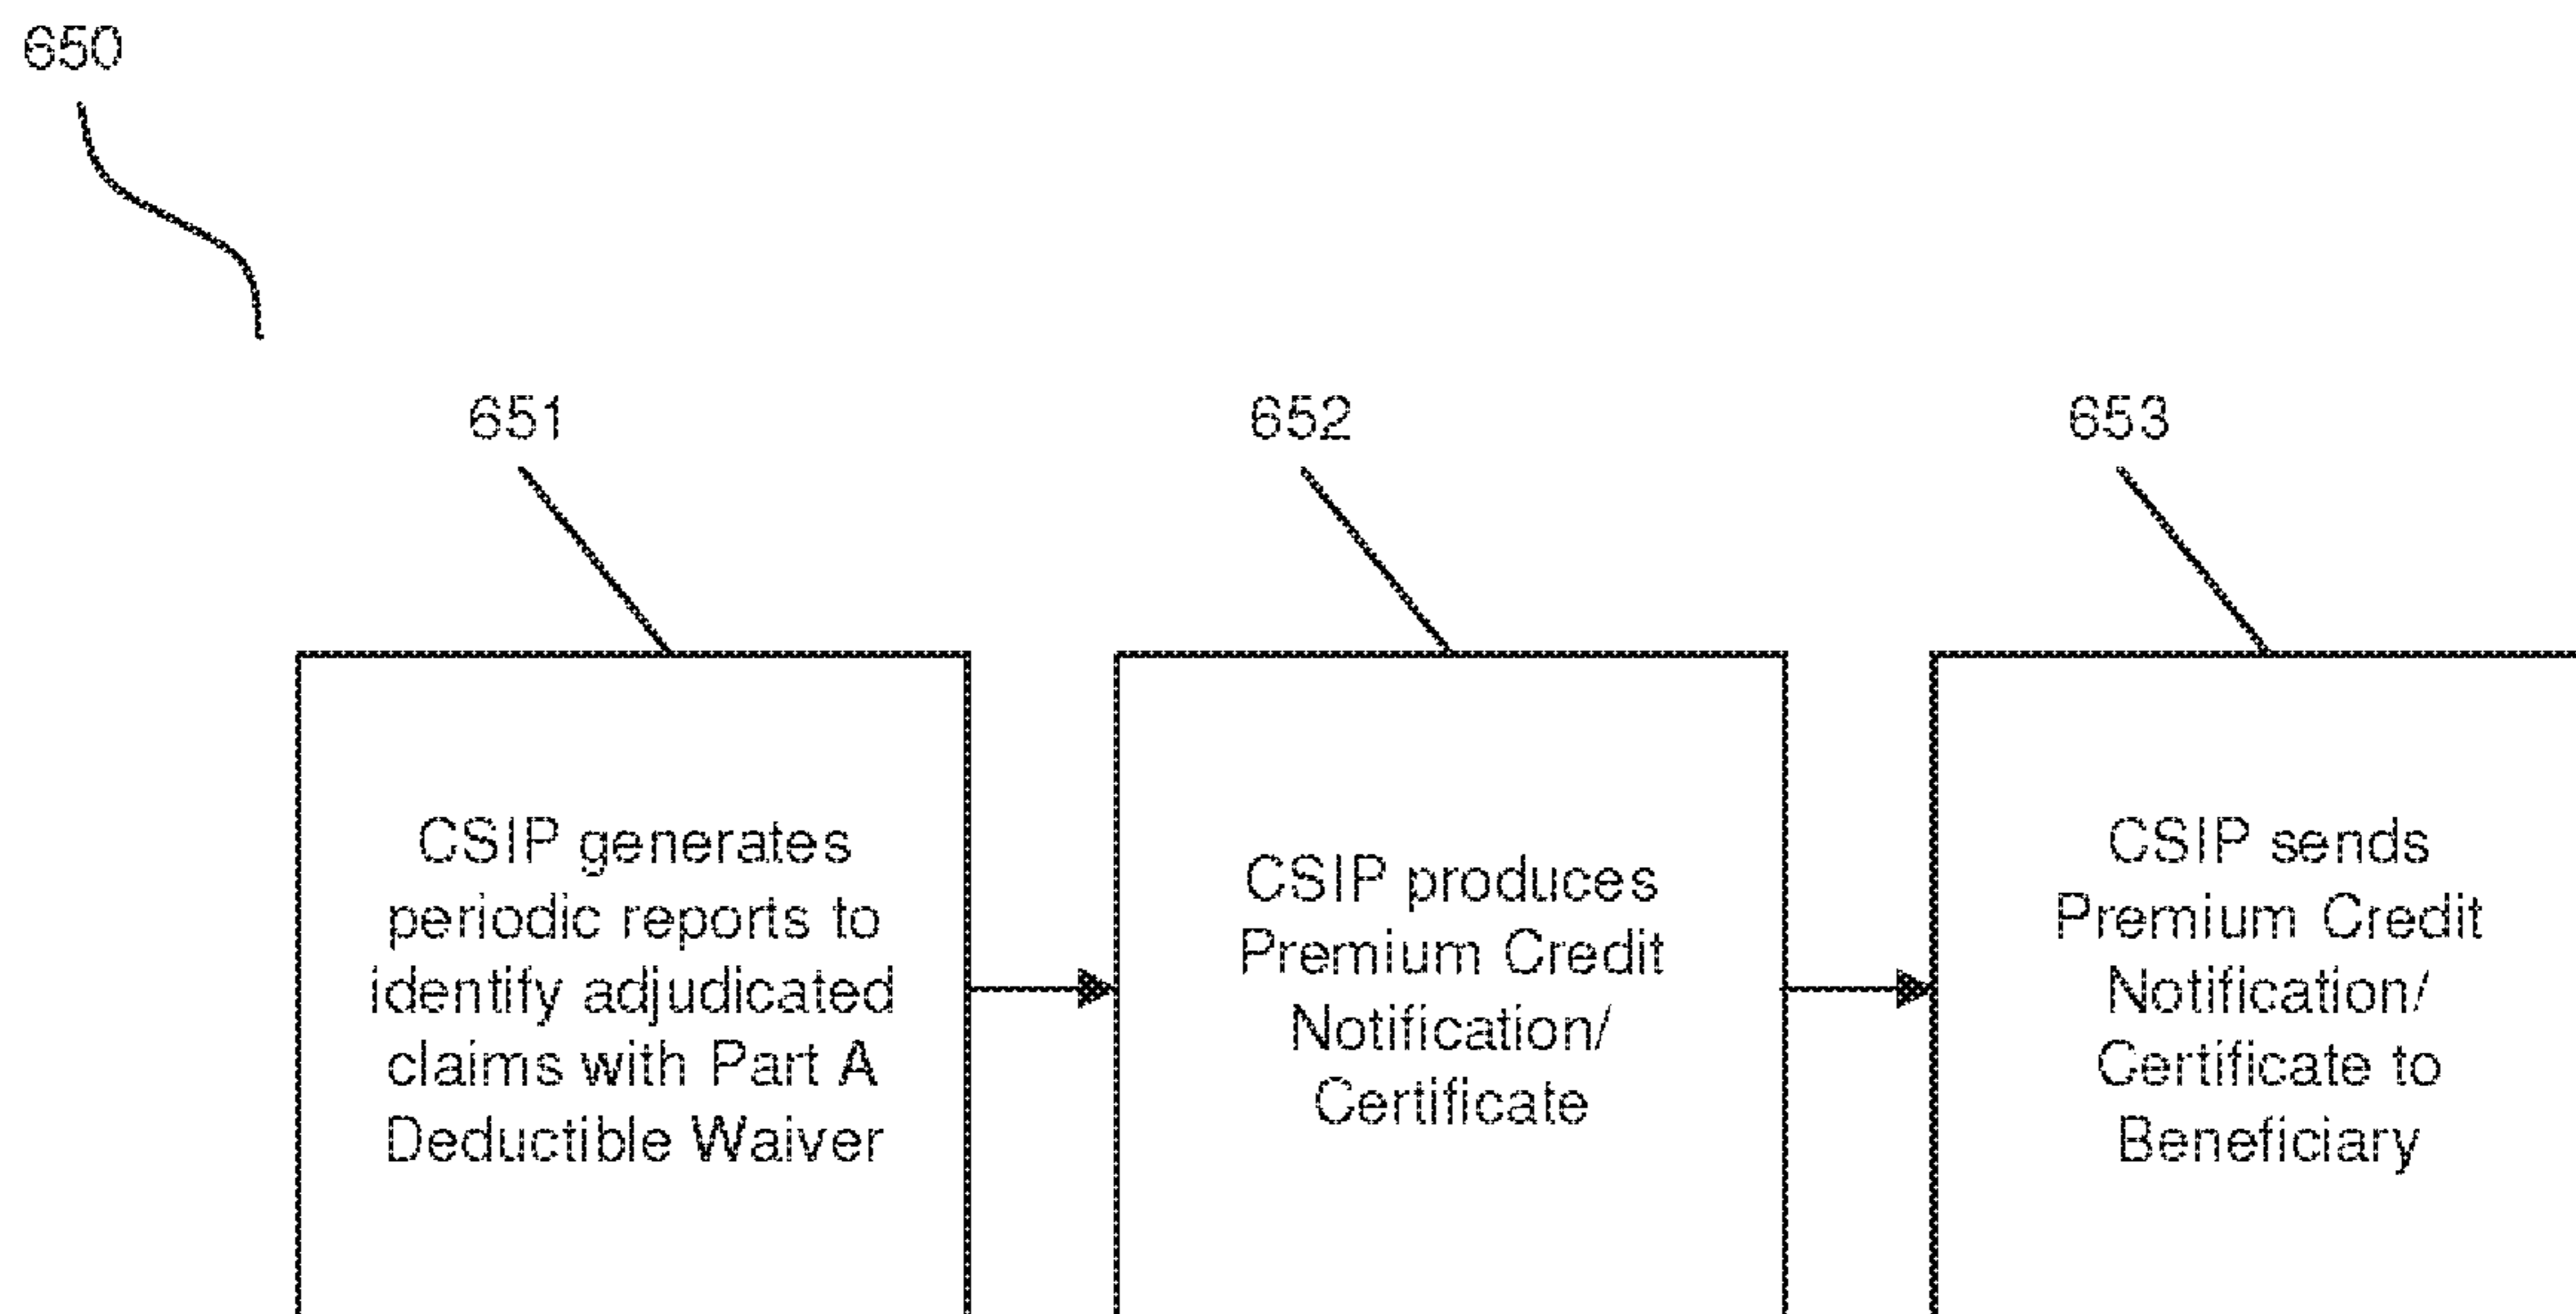 650
651
652
653
CSIP generates
periodic reports to
identify adjudicated
claims with Part A
Deductible Waiver
CSIP produces
Premium Credit
Notification/
Certificate
CSIP sends
Premium Credit
Notification/
Certificate to
Beneficiary